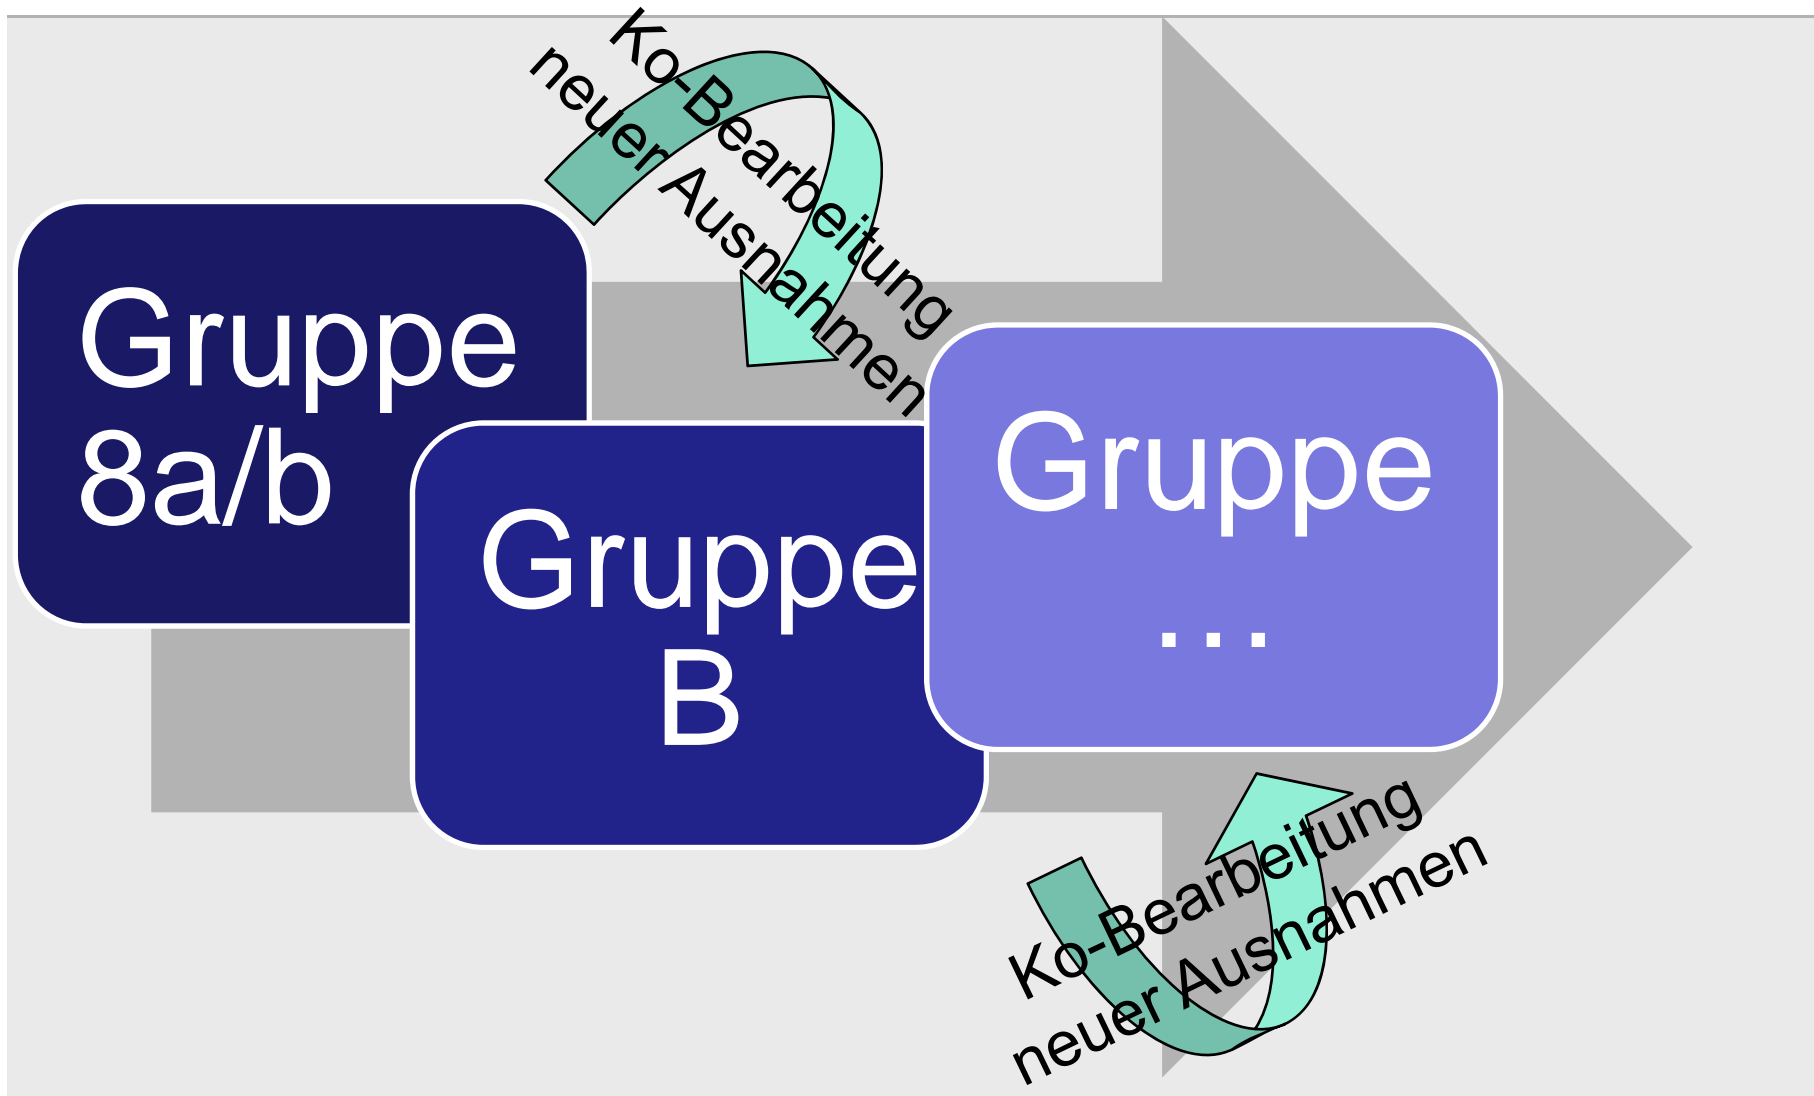 Ko-Bearbeitung
neuer Ausnahmen
Gruppe
8a/b
Gruppe
B
Gruppe
...
Ko-Bearbeitung
neuer Ausnahmen